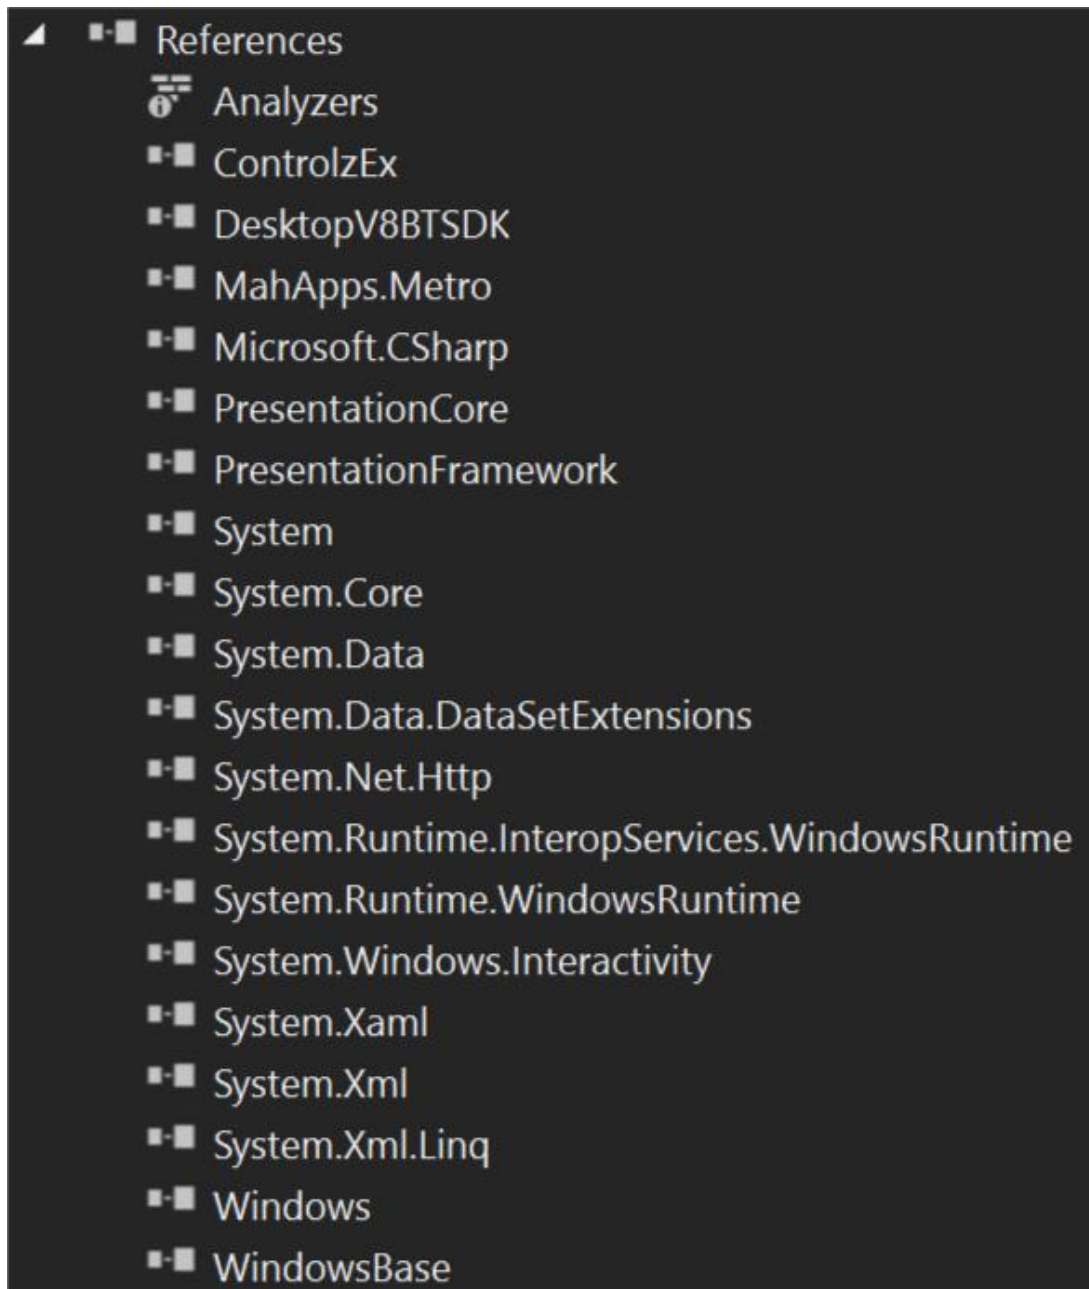 References
Analyzers
ControlzEx
DesktopV8BTSDK
MahApps.Metro
Microsoft.CSharp
PresentationCore
PresentationFramework
System
System.Core
System.Data
System.Data.DataSetExtensions
System.Net.Http
System.Runtime.InteropServices.WindowsRuntime
System.Runtime.WindowsRuntime
System.Windows.Interactivity
System.Xaml
System.Xml
System.Xml.Linq
Windows
WindowsBase